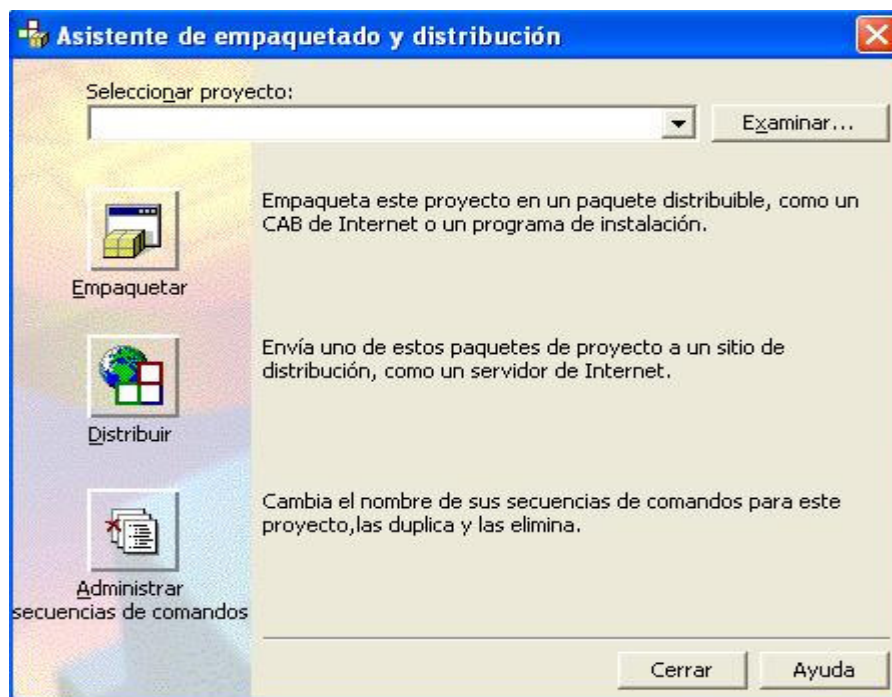 Asistente de empaquetado y distribución
Seleccionar proyecto:
Examinar...
Empaqueta este proyecto en un paquete distribuible, como un
CAB de Internet o un programa de instalación.
Empaquetar
Envía uno de estos paquetes de proyecto a un sitio de
distribución, como un servidor de Internet.
Distribuir
Cambia el nombre de sus secuencias de comandos para este
proyecto,las duplica y las elimina.
Administrar
secuencias de comandos
Cerrar
Ayuda